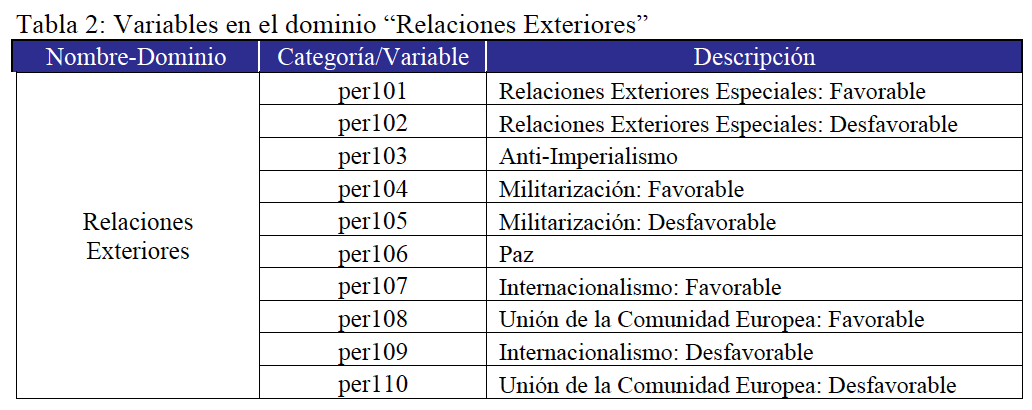 Tabla 2: Variables en el dominio “Relaciones Exteriores”
Nombre-Dominio Categoría/Variable Descripción
Relaciones
Exteriores
per101 Relaciones Exteriores Especiales: Favorable
per102 Relaciones Exteriores Especiales: Desfavorable
per103 Anti-Imperialismo
per104 Militarización: Favorable
per105 Militarización: Desfavorable
per106 Paz
per107 Internacionalismo: Favorable
per108 Unión de la Comunidad Europea: Favorable
per109 Internacionalismo: Desfavorable
per110 Unión de la Comunidad Europea: Desfavorable